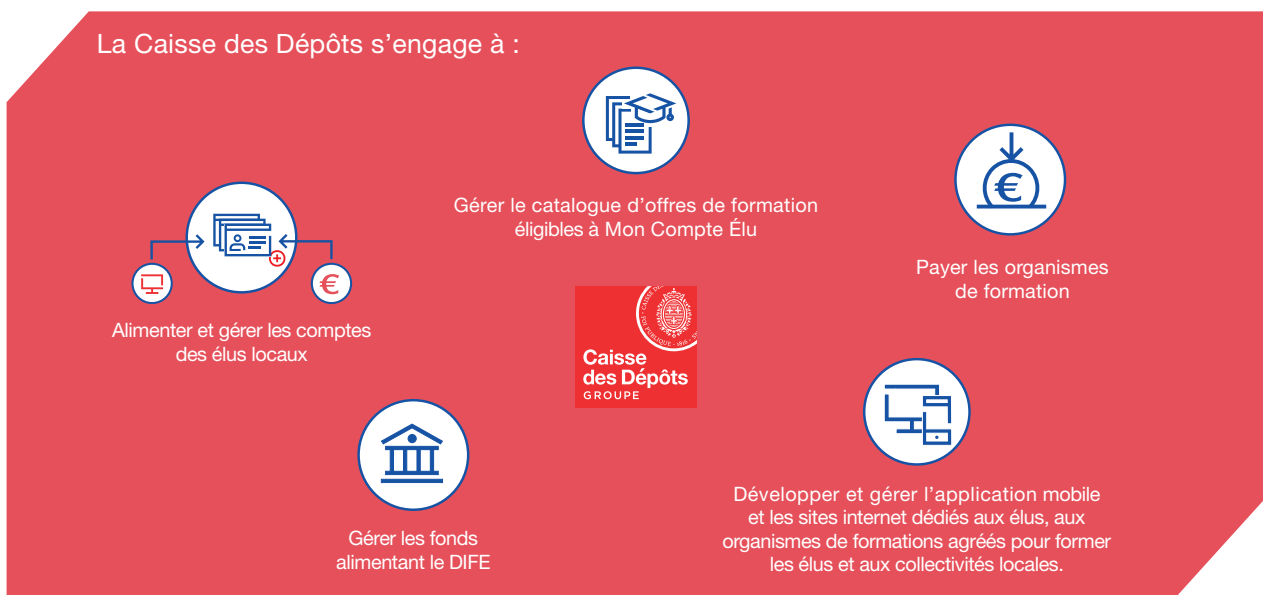 La Caisse des Dépôts s’engage à :
Gérer le catalogue d’offres de formation
éligibles à Mon Compte Élu
Payer les organismes
de formation
Alimenter et gérer les comptes
des élus locaux
Caisse
des Dépôts
GROUPE
Gérer les fonds
alimentant le DIFE
Développer et gérer l’application mobile
et les sites internet dédiés aux élus, aux
organismes de formations agréés pour former
les élus et aux collectivités locales.